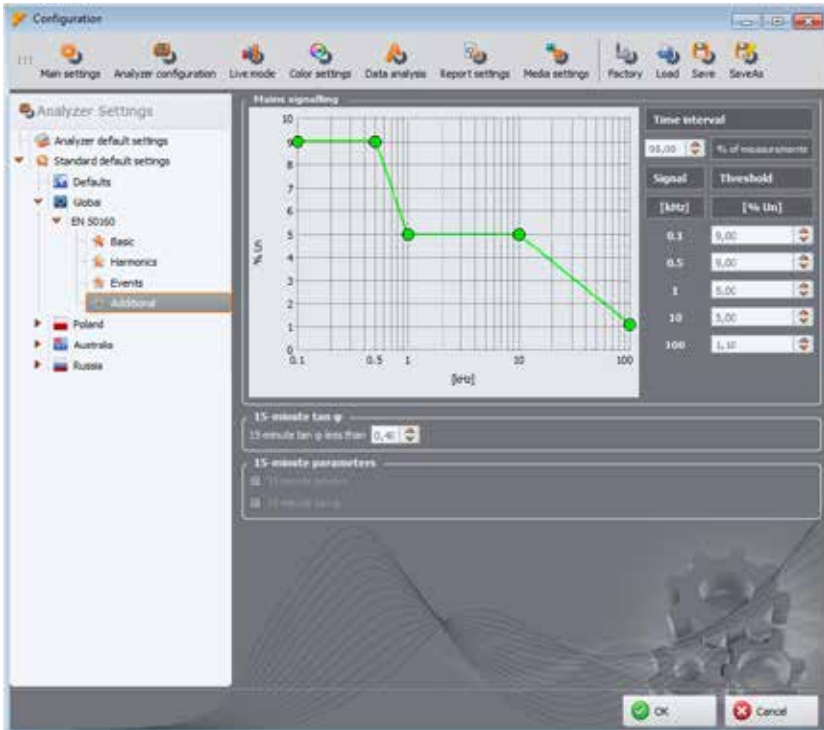 Configuration
Main settings Analyzer configuration Live mode Color settings Data analysis Report settings Media settings Factory Load Save SaveAs
Analyzer Settings
Analyzer default settings
Standard default settings
Defaults
Global
EN 50160
Basic
Harmonics
Events
Additional
Poland
Australia
Russia
Mains signalling
10
9
8
7
6
5
4
3
2
1
0
% Un
0.1 0.5 1 10 100
[kHz]
Time interval
% of measurements
Signal Threshold
[kHz] [% Un]
0.1 9,00
0.5 9,00
1 5,00
10 5,00
100 1,10
15-minute tan φ
15-minute tan φ less than 0,40
15-minute parameters
OK Cancel